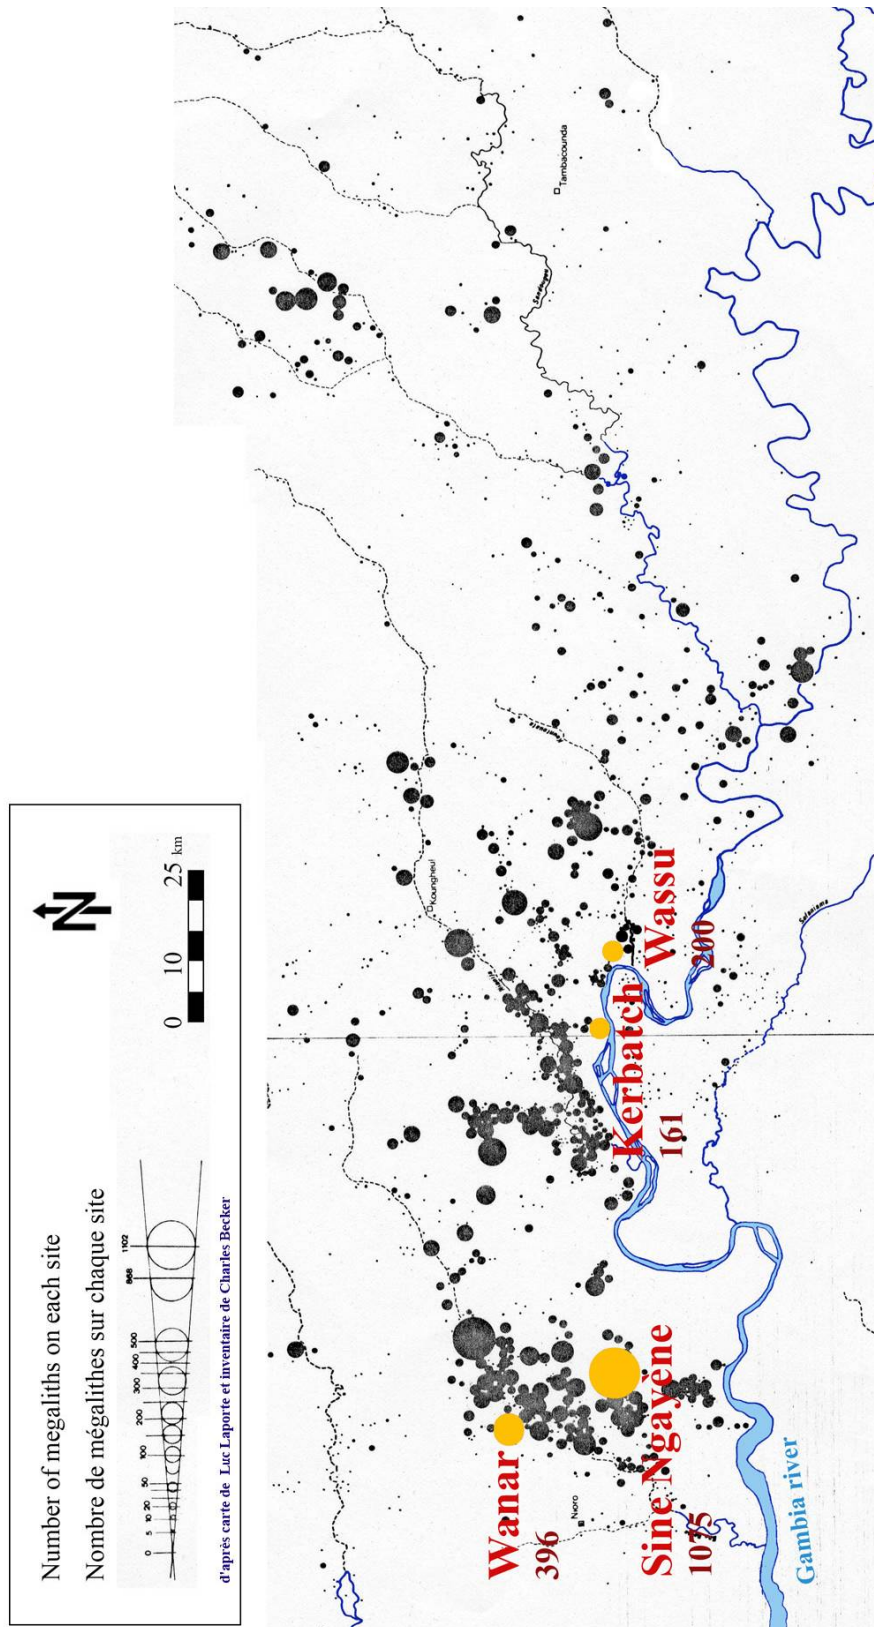 Number of megaliths on each site
Nombre de mégalithes sur chaque site
0 5 10 20 50 100 200 300 400 500 868 1102
0 10 25 km
N
d'après carte de Luc Laporte et inventaire de Charles Becker
Tambacounda
Sandougou
Koungheul
Nioro
Wanar
396
Sine Ngayène
1075
Kerbatch
161
Wassu
200
Gambia river